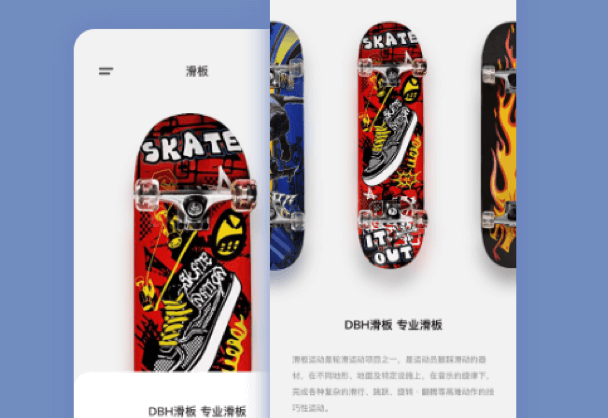 滑板
SKATE
SKATE
DBH滑板 专业滑板
SKATE
IT
OUT
DBH滑板 专业滑板
滑板运动是轮滑运动项目之一，是运动员脚踩滑动的器
材，在不同地形、地面及特定设施上，在音乐的旋律下，
完成各种复杂的滑行、跳跃、旋转、翻腾等高难动作的技
巧性运动。